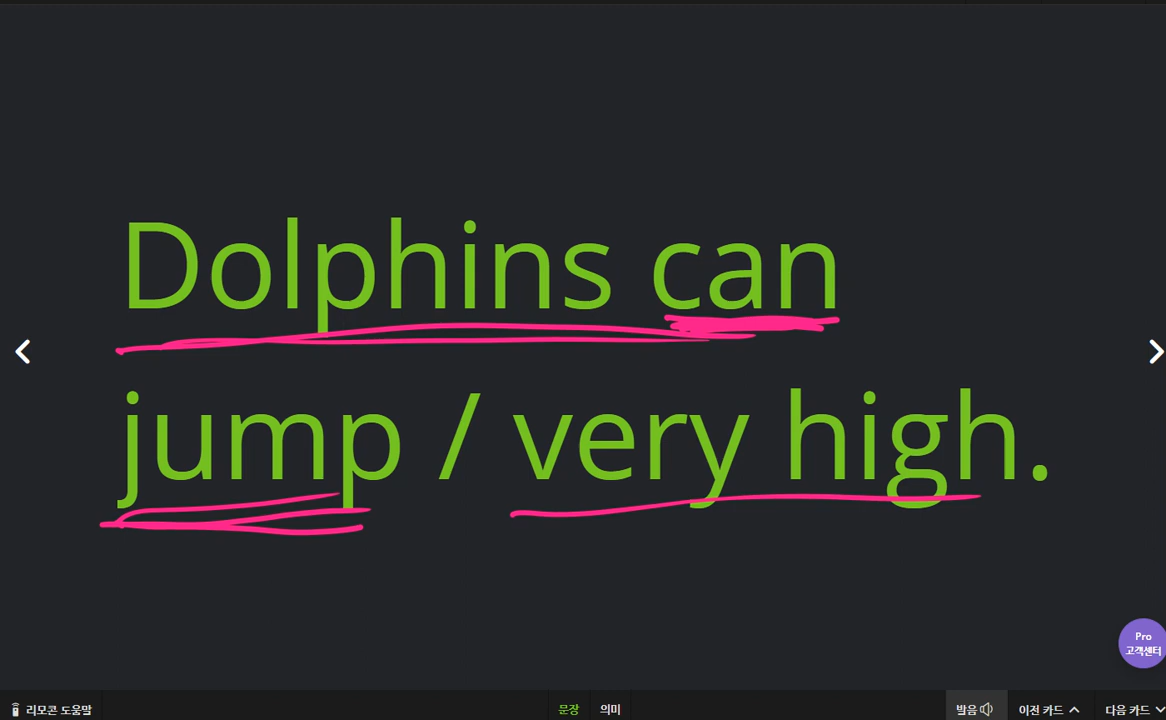 Dolphins can
jump / very high.
Pro
고객센터
리모콘 도움말
문장
의미
발음
이전 카드
다음 카드